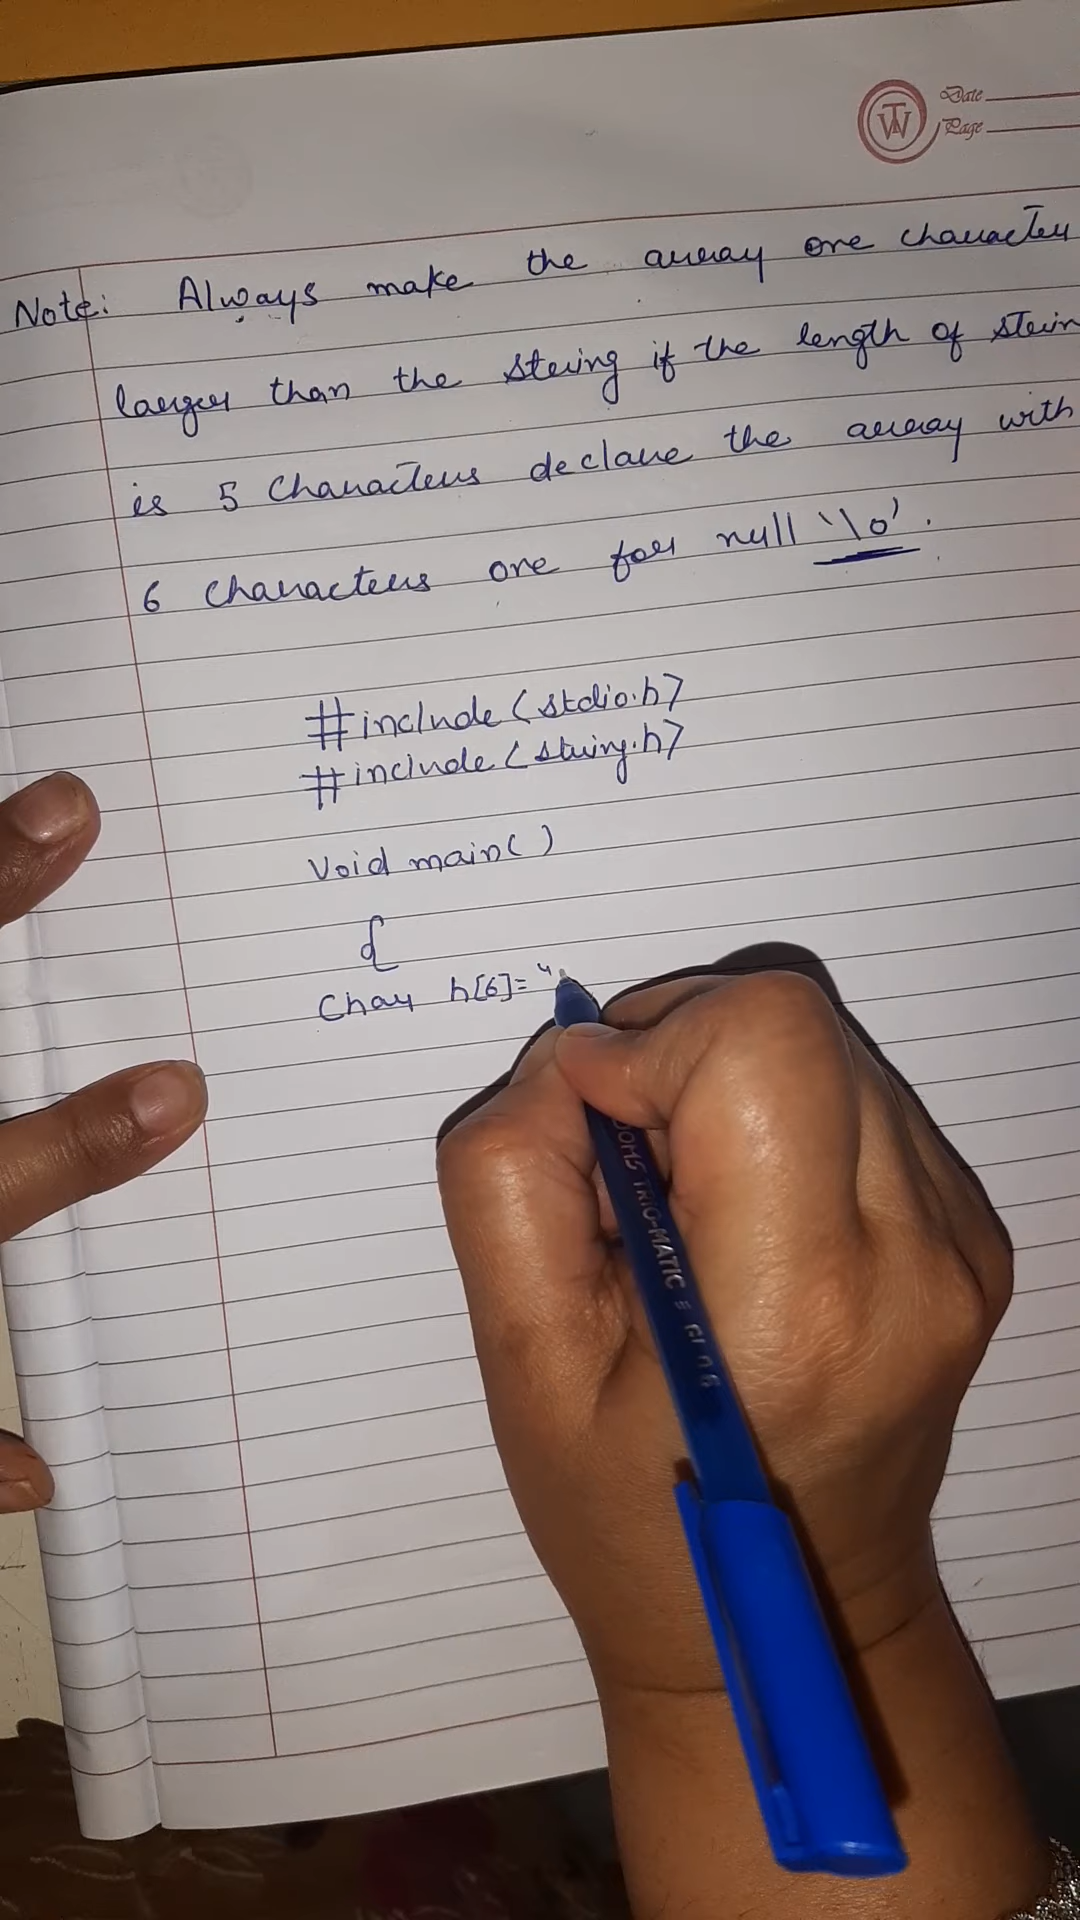 Date
Page
Note: Always make the array one character
larger than the string if the length of strin
is 5 Characters declare the array with
6 characters one for null '\0'.
#include<stdio.h>
#include<string.h>
Void main()
{
Char h[6]= "
TRIO-MATIC